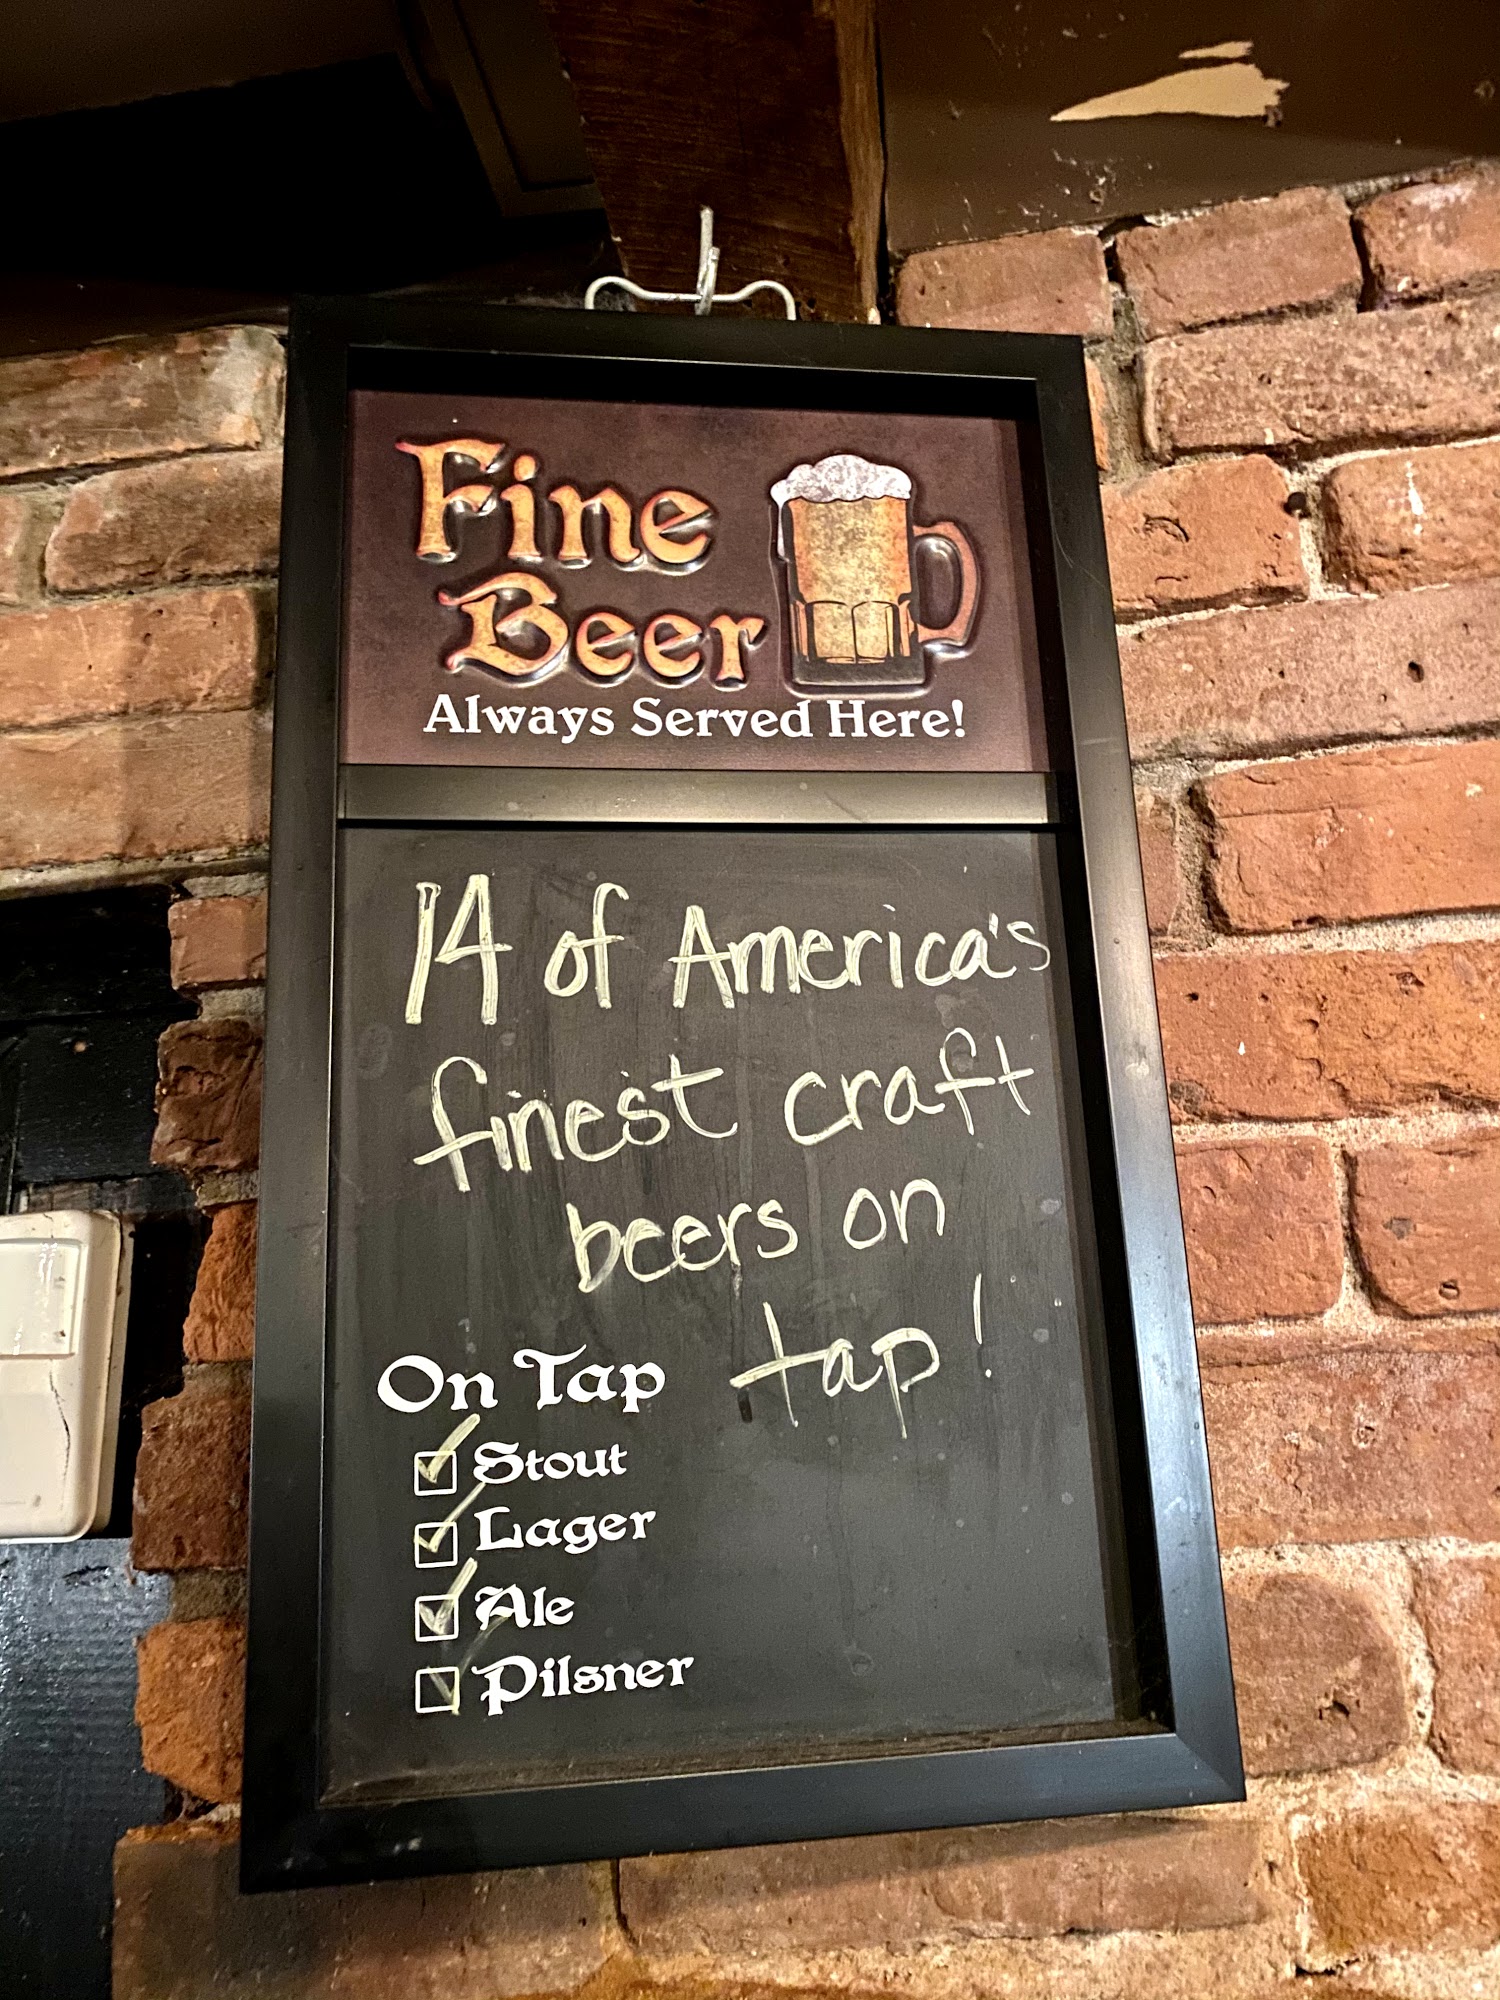 Fine
Beer
Always Served Here!
14 of America's
finest craft
beers on
tap!
On Tap
Stout
Lager
Ale
Pilsner